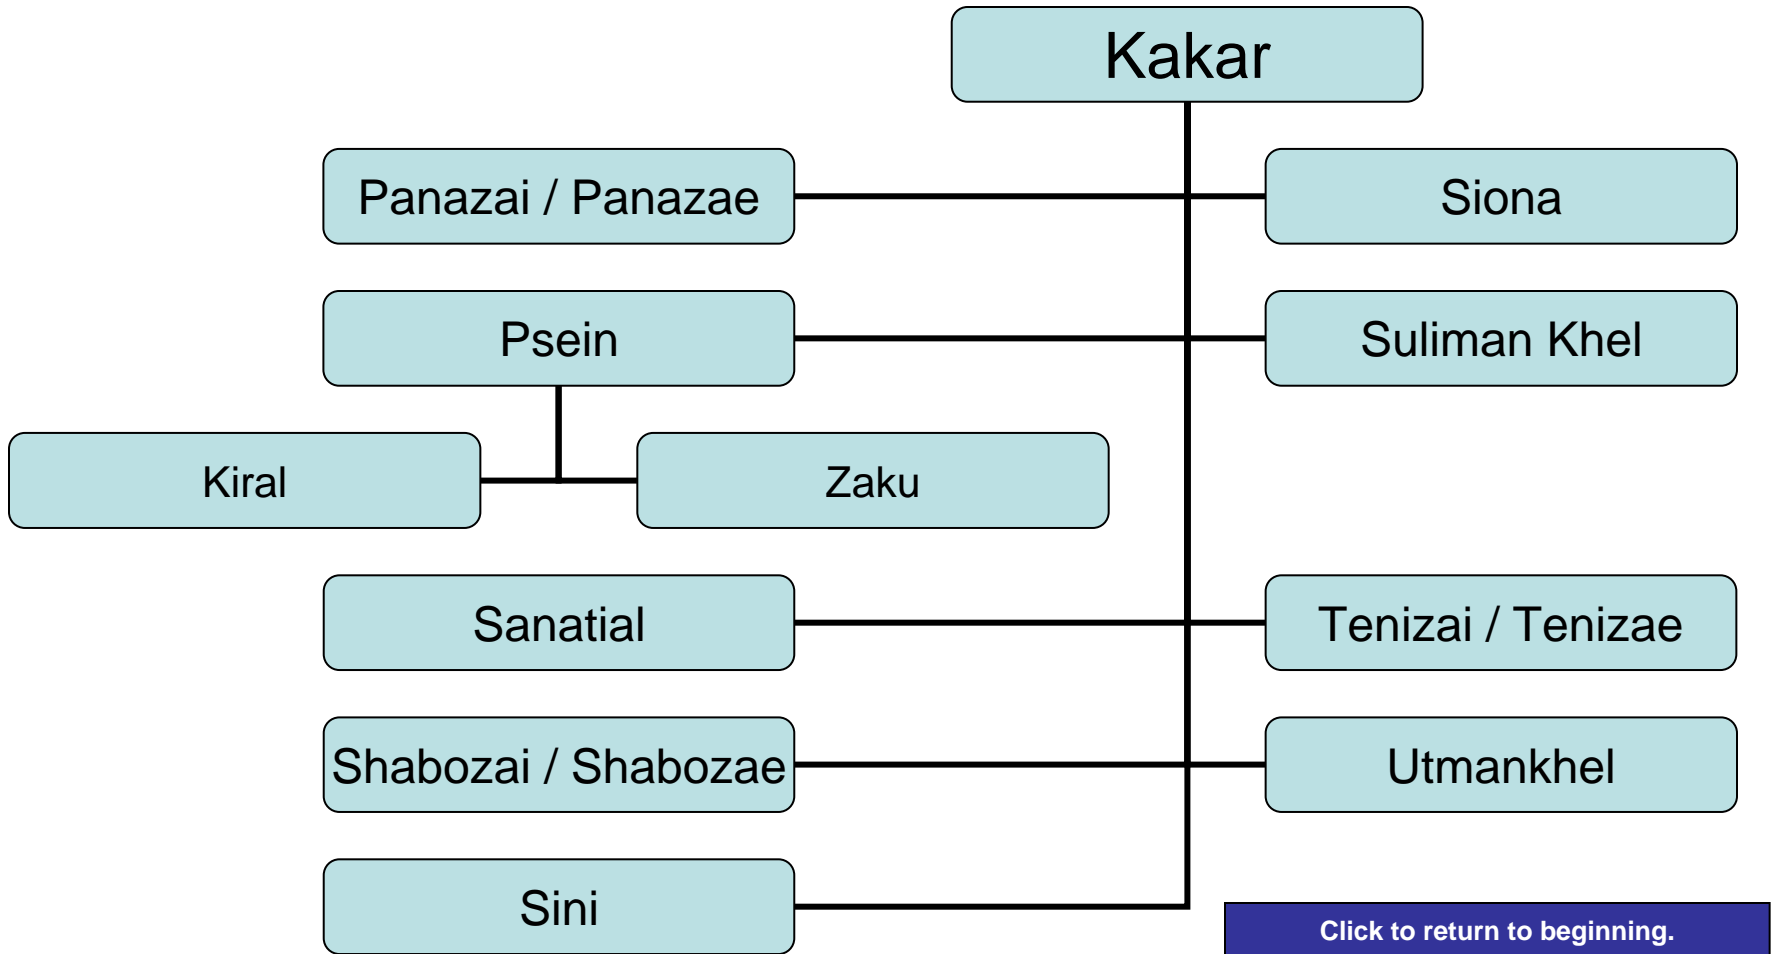 Kakar
Panazai / Panazae
Siona
Psein
Suliman Khel
Kiral
Zaku
Sanatial
Tenizai / Tenizae
Shabozai / Shabozae
Utmankhel
Sini
Click to return to beginning.